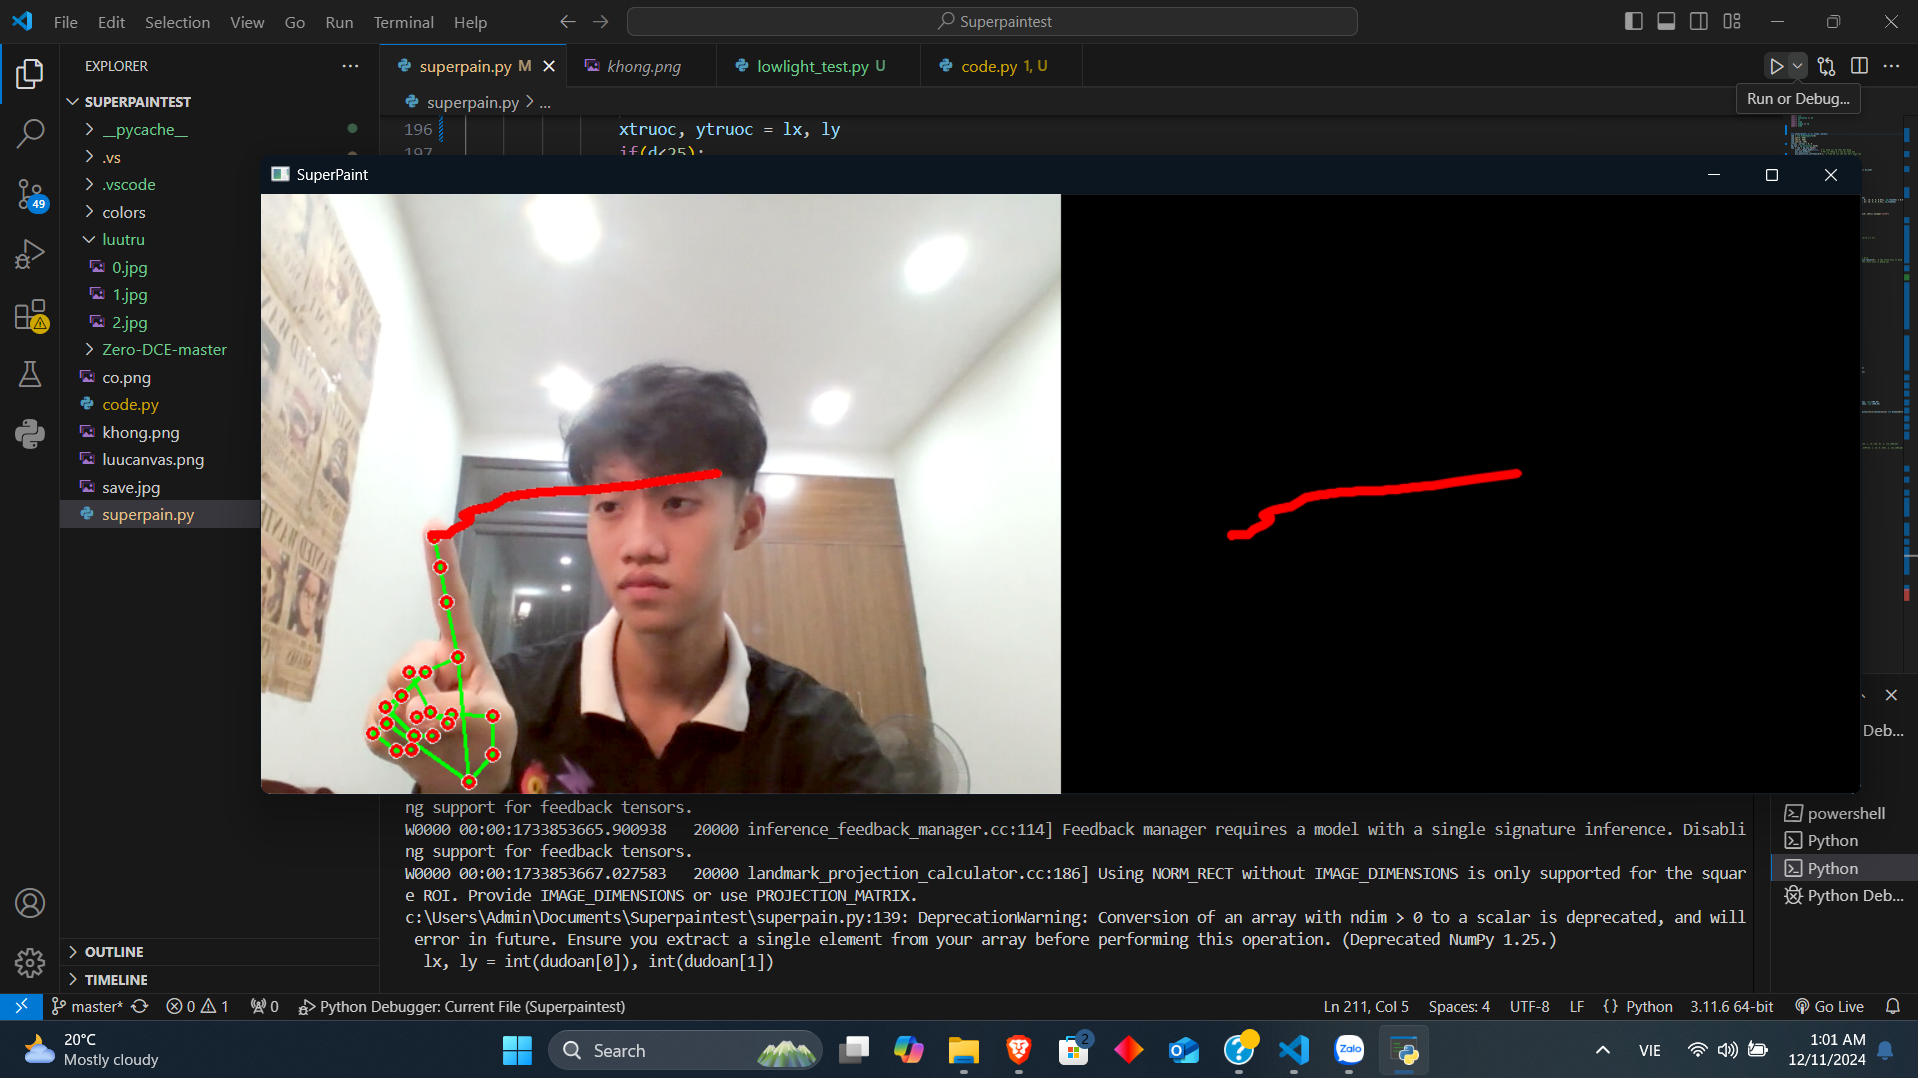 File Edit Selection View Go Run Terminal Help
Superpaintest
EXPLORER
superpain.py M
khong.png
lowlight_test.py U
code.py 1, U
Run or Debug...
SUPERPAINTEST
superpain.py > ...
__pycache__
196 xtruoc, ytruoc = lx, ly
.vs
197 if(d<25):
.vscode
SuperPaint
colors
luutru
0.jpg
1.jpg
2.jpg
Zero-DCE-master
co.png
code.py
khong.png
luucanvas.png
save.jpg
superpain.py
49
Deb...
ng support for feedback tensors.
W0000 00:00:1733853665.900938 20000 inference_feedback_manager.cc:114] Feedback manager requires a model with a single signature inference. Disabli
ng support for feedback tensors.
W0000 00:00:1733853667.027583 20000 landmark_projection_calculator.cc:186] Using NORM_RECT without IMAGE_DIMENSIONS is only supported for the squar
e ROI. Provide IMAGE_DIMENSIONS or use PROJECTION_MATRIX.
c:\Users\Admin\Documents\Superpaintest\superpain.py:139: DeprecationWarning: Conversion of an array with ndim > 0 to a scalar is deprecated, and will
error in future. Ensure you extract a single element from your array before performing this operation. (Deprecated NumPy 1.25.)
lx, ly = int(dudoan[0]), int(dudoan[1])
powershell
Python
Python
Python Deb...
OUTLINE
TIMELINE
master* 0 1 0 Python Debugger: Current File (Superpaintest)
Ln 211, Col 5 Spaces: 4 UTF-8 LF {} Python 3.11.6 64-bit Go Live
20°C
Mostly cloudy
Search
2
Zalo
VIE
1:01 AM
12/11/2024